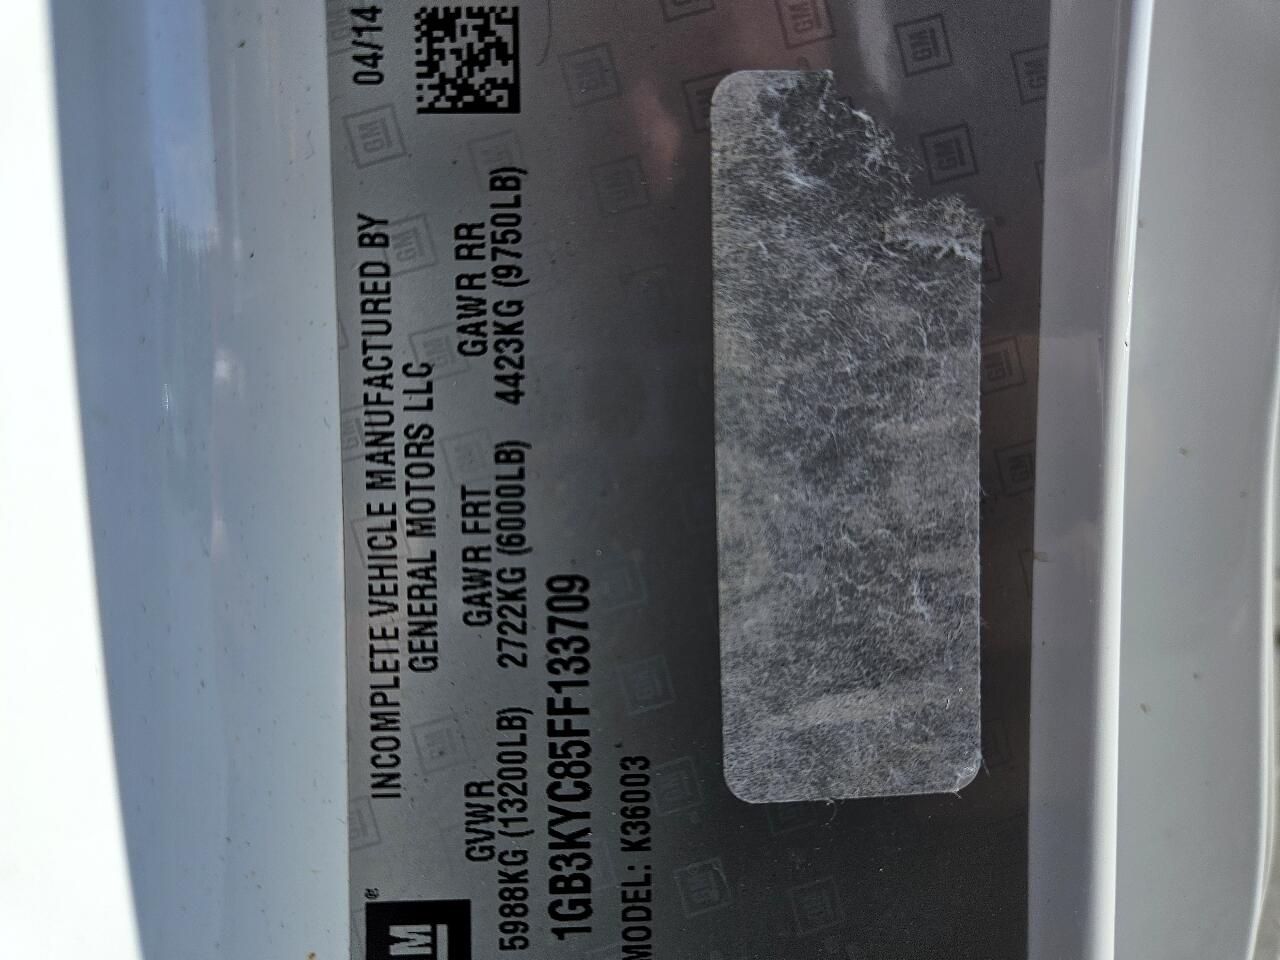 INCOMPLETE VEHICLE MANUFACTURED BY 04/14
GENERAL MOTORS LLC
GM®
GVWR GAWR FRT GAWR RR
5988KG (13200LB) 2722KG (6000LB) 4423KG (9750LB)
1GB3KYC85FF133709
MODEL: K36003